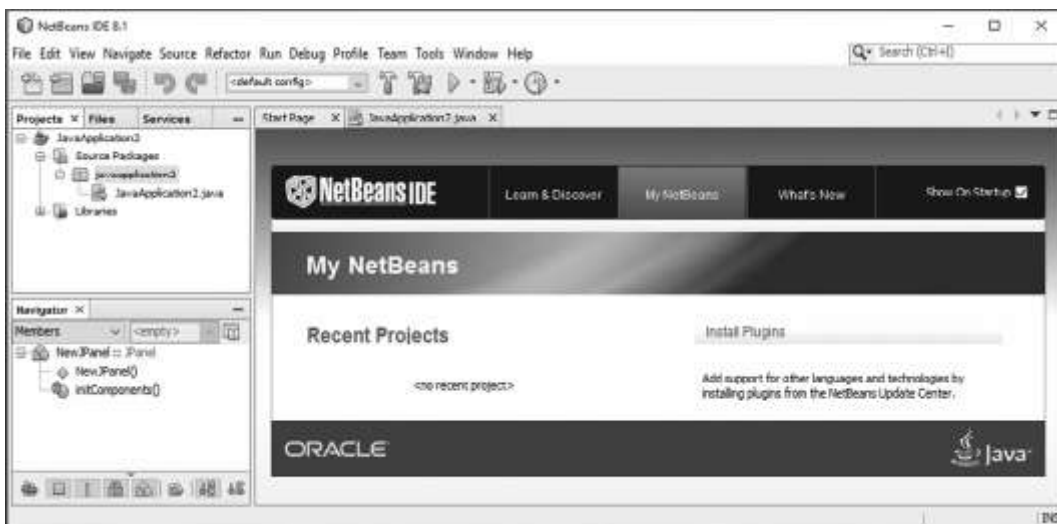 NetBeans IDE 8.1
File Edit View Navigate Source Refactor Run Debug Profile Team Tools Window Help
Search (Ctrl+I)
<default config>
Projects Files Services
Start Page JavaApplication2.java
JavaApplication2
Source Packages
javaapplication2
JavaApplication2.java
Libraries
NetBeans IDE Learn & Discover My NetBeans What's New Show On Startup
My NetBeans
Navigator
Members <empty>
NewJPanel :: JPanel
NewJPanel()
initComponents()
Recent Projects
<no recent project>
Install Plugins
Add support for other languages and technologies by
installing plugins from the NetBeans Update Center.
ORACLE
Java
INS